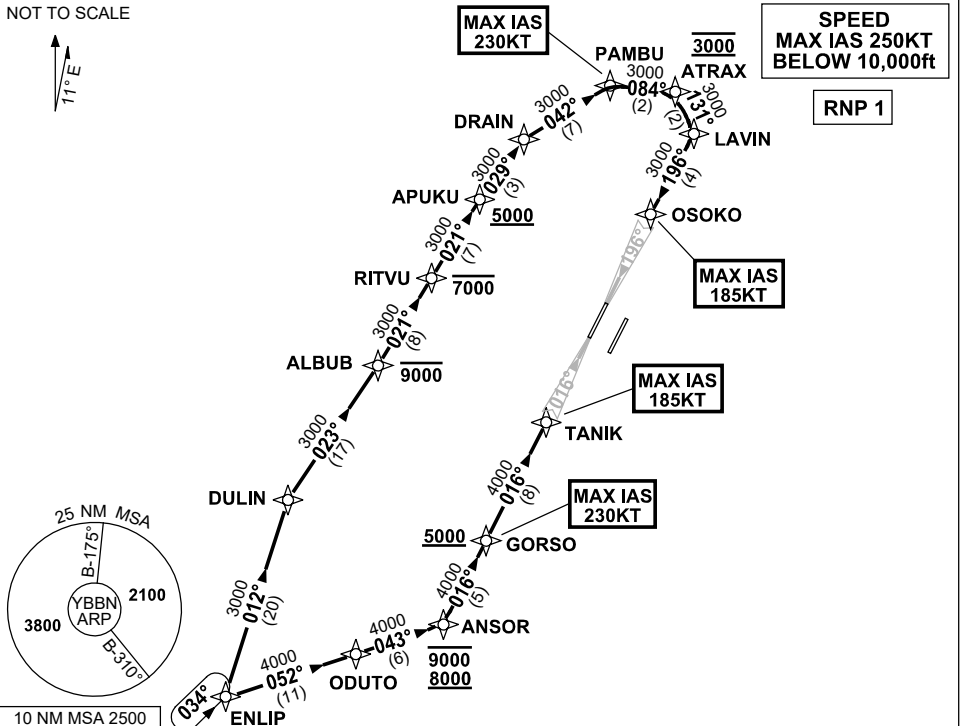 NOT TO SCALE
11° E
MAX IAS
230KT
SPEED
MAX IAS 250KT
BELOW 10,000ft
RNP 1
PAMBU
3000
ATRAX
3000
084°
(2)
3000
131°
(2)
LAVIN
DRAIN
3000
042°
(7)
3000
196°
(4)
APUKU
3000
029°
(3)
5000
OSOKO
196°
MAX IAS
185KT
RITVU
3000
021°
(7)
7000
ALBUB
3000
021°
(8)
9000
016°
MAX IAS
185KT
TANIK
3000
023°
(17)
DULIN
4000
016°
(8)
MAX IAS
230KT
5000
GORSO
25 NM MSA
B-175°
YBBN
ARP
2100
3800
B-310°
10 NM MSA 2500
3000
012°
(20)
4000
016°
(5)
ANSOR
9000
8000
4000
043°
(6)
ODUTO
4000
052°
(11)
034°
ENLIP